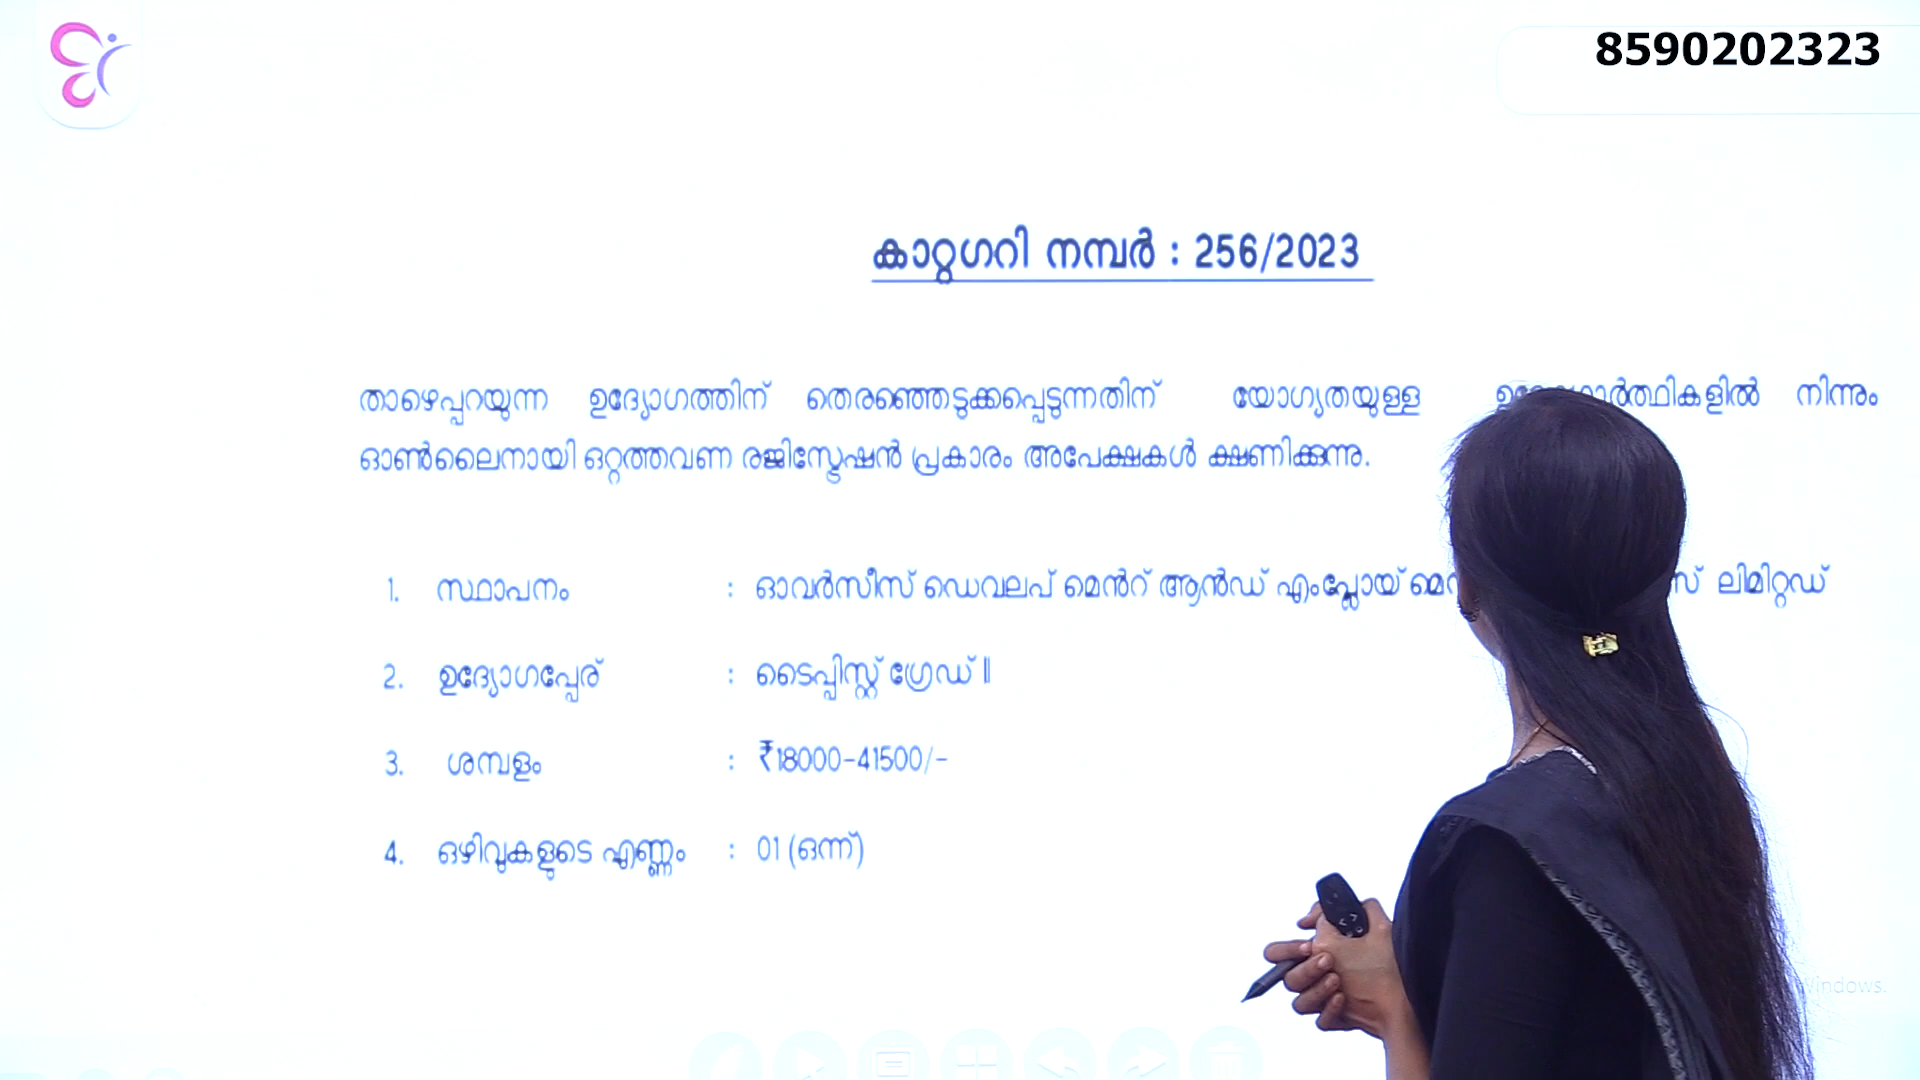 8590202323
കാറ്റഗറി നമ്പർ : 256/2023
താഴെപ്പറയുന്ന ഉദ്യോഗത്തിന് തെരഞ്ഞെടുക്കപ്പെടുന്നതിന് യോഗ്യതയുള്ള നിന്നും
ഓൺലൈനായി ഒറ്റത്തവണ രജിസ്ട്രേഷൻ പ്രകാരം അപേക്ഷകൾ ക്ഷണിക്കുന്നു.
1. സ്ഥാപനം : ഓവർസീസ് ഡെവലപ് മെൻറ് ആൻഡ് എംപ്ലോയ് ലിമിറ്റഡ്
2. ഉദ്യോഗപ്പേര് : ടൈപ്പിസ്റ്റ് ഗ്രേഡ് II
3. ശമ്പളം : ₹18000-41500/-
4. ഒഴിവുകളുടെ എണ്ണം : 01 (ഒന്ന്)
Windows.